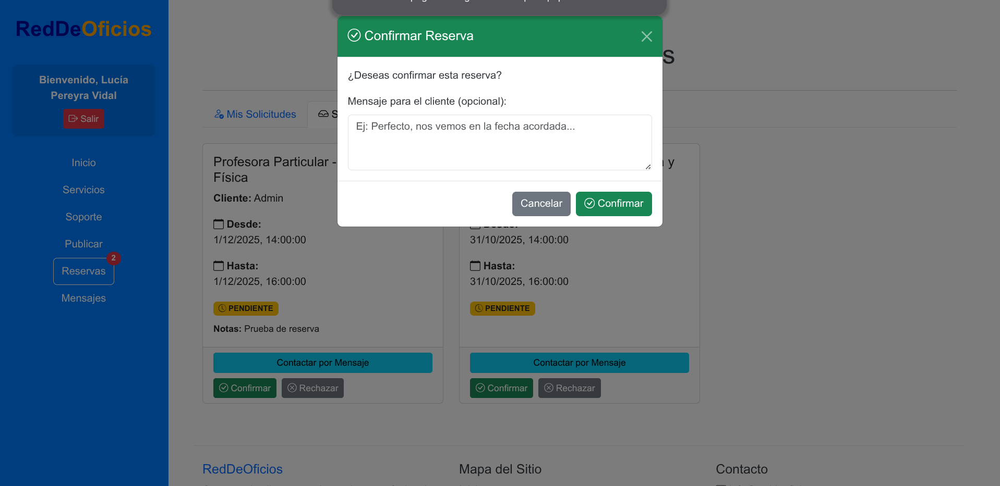 RedDeOficios
Bienvenido, Lucía
Pereyra Vidal
Salir
Inicio
Servicios
Soporte
Publicar
2
Reservas
Mensajes
Confirmar Reserva
¿Deseas confirmar esta reserva?
Mensaje para el cliente (opcional):
Ej: Perfecto, nos vemos en la fecha acordada...
Cancelar
Confirmar
s
Mis Solicitudes
S
Profesora Particular -
Física
Cliente: Admin
Desde:
1/12/2025, 14:00:00
Hasta:
1/12/2025, 16:00:00
PENDIENTE
Notas: Prueba de reserva
Contactar por Mensaje
Confirmar
Rechazar
y
31/10/2025, 14:00:00
Hasta:
31/10/2025, 16:00:00
PENDIENTE
Contactar por Mensaje
Confirmar
Rechazar
RedDeOficios
Mapa del Sitio
Contacto